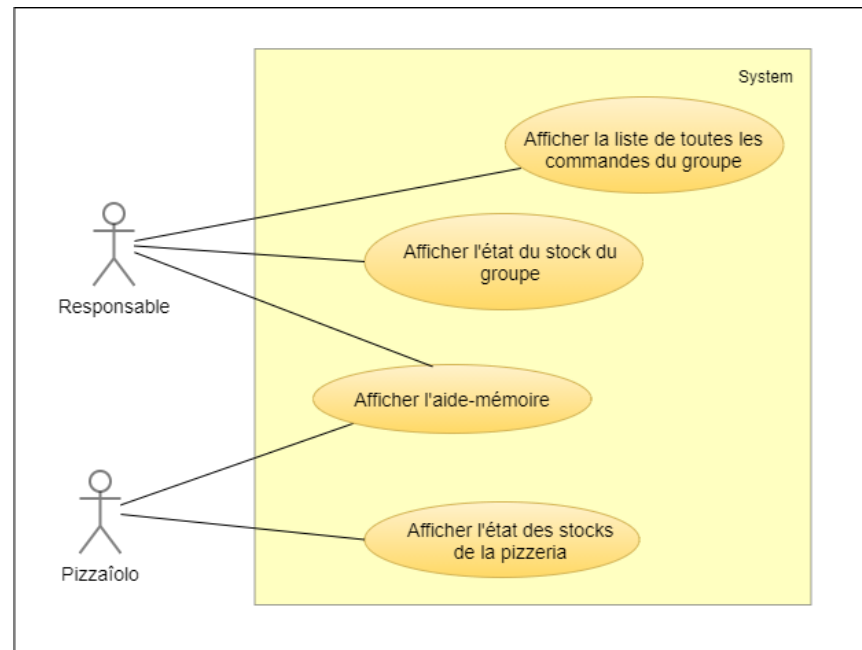 System
Afficher la liste de toutes les
commandes du groupe
Afficher l'état du stock du
groupe
Responsable
Afficher l'aide-mémoire
Afficher l'état des stocks
de la pizzeria
Pizzaîolo